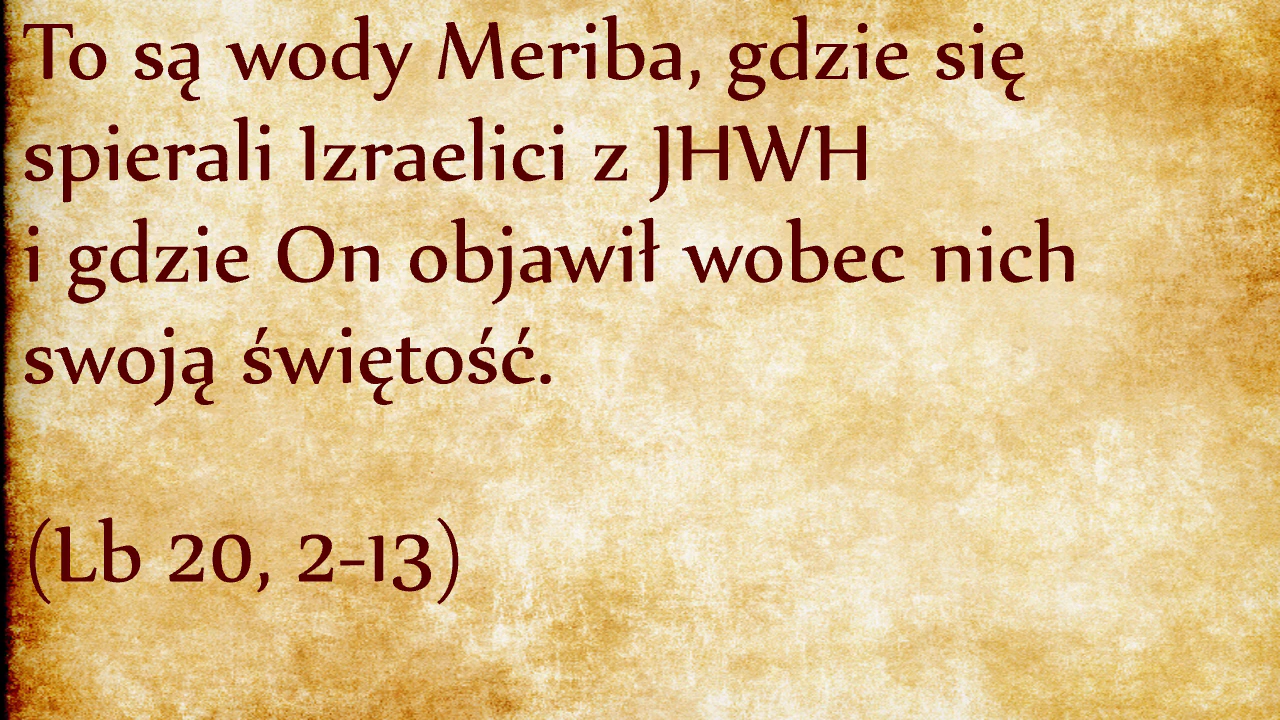 To są wody Meriba, gdzie się
spierali Izraelici z JHWH
i gdzie On objawił wobec nich
swoją świętość.
(Lb 20, 2-13)